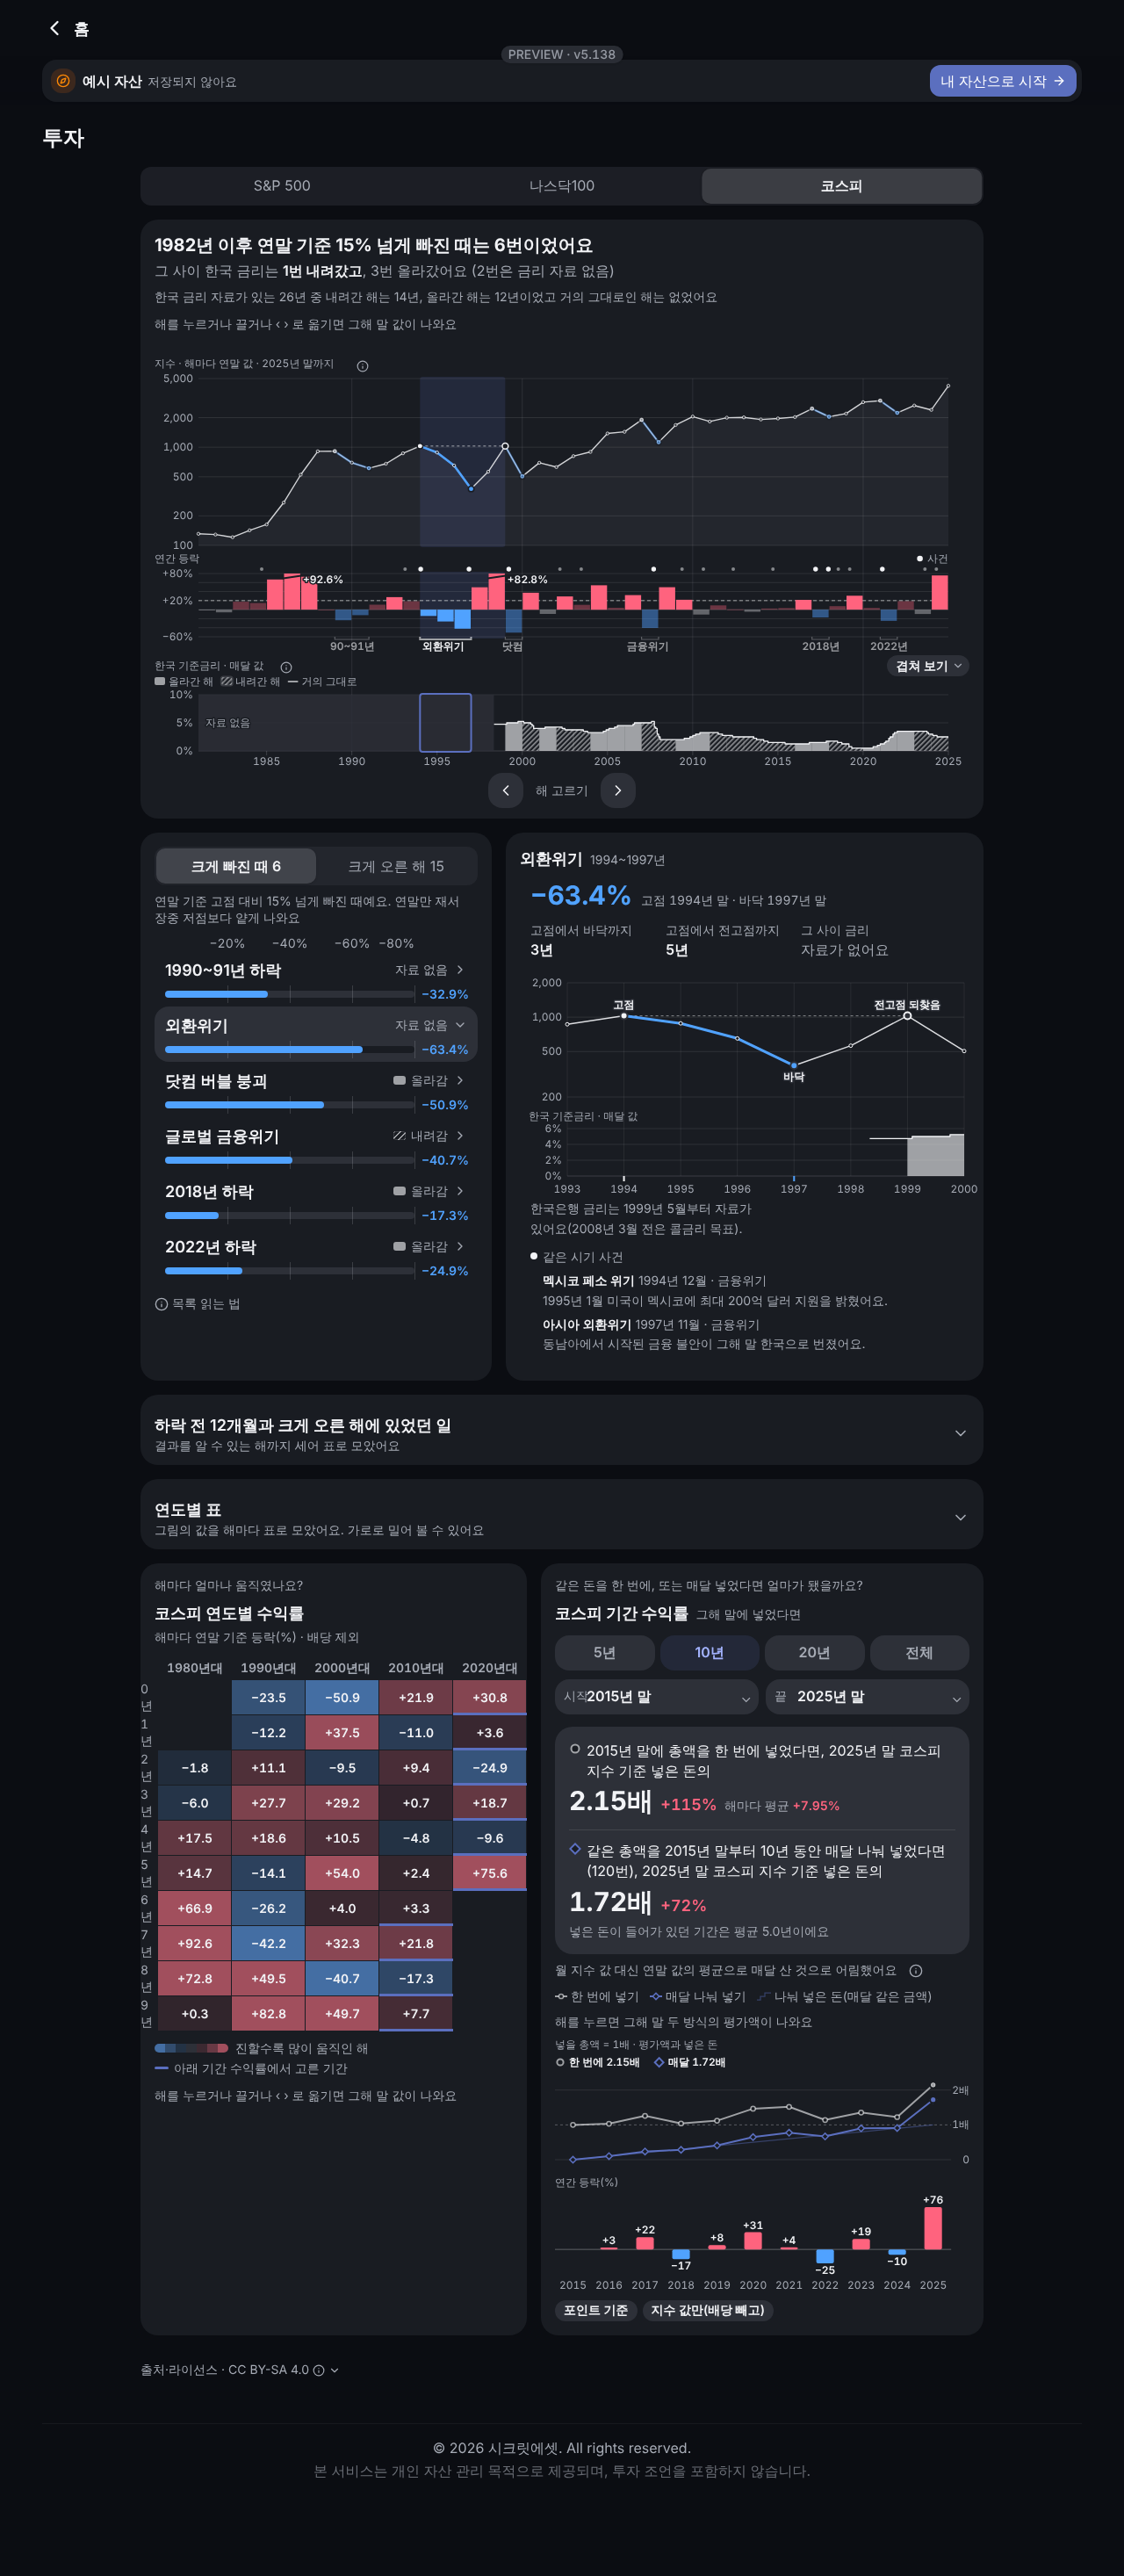 홈
PREVIEW · v5.138
예시 자산 저장되지 않아요
내 자산으로 시작 →
투자
S&P 500
나스닥100
코스피
1982년 이후 연말 기준 15% 넘게 빠진 때는 6번이었어요
그 사이 한국 금리는 1번 내려갔고, 3번 올라갔어요 (2번은 금리 자료 없음)
한국 금리 자료가 있는 26년 중 내려간 해는 14년, 올라간 해는 12년이었고 거의 그대로인 해는 없었어요
해를 누르거나 끌거나 ‹ › 로 옮기면 그해 말 값이 나와요
지수 · 해마다 연말 값 · 2025년 말까지
5,000
2,000
1,000
500
200
100
연간 등락
사건
+80%
+92.6%
+82.8%
+20%
−60%
90~91년
외환위기
닷컴
금융위기
2018년
2022년
한국 기준금리 · 매달 값
겹쳐 보기
올라간 해
내려간 해
거의 그대로
10%
5%
자료 없음
0%
1985
1990
1995
2000
2005
2010
2015
2020
2025
해 고르기
크게 빠진 때 6
크게 오른 해 15
연말 기준 고점 대비 15% 넘게 빠진 때예요. 연말만 재서
장중 저점보다 얕게 나와요
−20%
−40%
−60%
−80%
1990~91년 하락
자료 없음
−32.9%
외환위기
자료 없음
−63.4%
닷컴 버블 붕괴
올라감
−50.9%
글로벌 금융위기
내려감
−40.7%
2018년 하락
올라감
−17.3%
2022년 하락
올라감
−24.9%
목록 읽는 법
외환위기 1994~1997년
−63.4% 고점 1994년 말 · 바닥 1997년 말
고점에서 바닥까지
고점에서 전고점까지
그 사이 금리
3년
5년
자료가 없어요
2,000
고점
전고점 되찾음
1,000
500
바닥
200
한국 기준금리 · 매달 값
6%
4%
2%
0%
1993
1994
1995
1996
1997
1998
1999
2000
한국은행 금리는 1999년 5월부터 자료가
있어요(2008년 3월 전은 콜금리 목표).
같은 시기 사건
멕시코 페소 위기 1994년 12월 · 금융위기
1995년 1월 미국이 멕시코에 최대 200억 달러 지원을 밝혔어요.
아시아 외환위기 1997년 11월 · 금융위기
동남아에서 시작된 금융 불안이 그해 말 한국으로 번졌어요.
하락 전 12개월과 크게 오른 해에 있었던 일
결과를 알 수 있는 해까지 세어 표로 모았어요
연도별 표
그림의 값을 해마다 표로 모았어요. 가로로 밀어 볼 수 있어요
해마다 얼마나 움직였나요?
코스피 연도별 수익률
해마다 연말 기준 등락(%) · 배당 제외
1980년대
1990년대
2000년대
2010년대
2020년대
0년
−23.5
−50.9
+21.9
+30.8
1년
−12.2
+37.5
−11.0
+3.6
2년
−1.8
+11.1
−9.5
+9.4
−24.9
3년
−6.0
+27.7
+29.2
+0.7
+18.7
4년
+17.5
+18.6
+10.5
−4.8
−9.6
5년
+14.7
−14.1
+54.0
+2.4
+75.6
6년
+66.9
−26.2
+4.0
+3.3
7년
+92.6
−42.2
+32.3
+21.8
8년
+72.8
+49.5
−40.7
−17.3
9년
+0.3
+82.8
+49.7
+7.7
진할수록 많이 움직인 해
아래 기간 수익률에서 고른 기간
해를 누르거나 끌거나 ‹ › 로 옮기면 그해 말 값이 나와요
같은 돈을 한 번에, 또는 매달 넣었다면 얼마가 됐을까요?
코스피 기간 수익률 그해 말에 넣었다면
5년
10년
20년
전체
시작 2015년 말
끝 2025년 말
2015년 말에 총액을 한 번에 넣었다면, 2025년 말 코스피
지수 기준 넣은 돈의
2.15배 +115% 해마다 평균 +7.95%
같은 총액을 2015년 말부터 10년 동안 매달 나눠 넣었다면
(120번), 2025년 말 코스피 지수 기준 넣은 돈의
1.72배 +72%
넣은 돈이 들어가 있던 기간은 평균 5.0년이에요
월 지수 값 대신 연말 값의 평균으로 매달 산 것으로 어림했어요
한 번에 넣기
매달 나눠 넣기
나눠 넣은 돈(매달 같은 금액)
해를 누르면 그해 말 두 방식의 평가액이 나와요
넣을 총액 = 1배 · 평가액과 넣은 돈
한 번에 2.15배
매달 1.72배
2배
1배
0
연간 등락(%)
+3
+22
−17
+8
+31
+4
−25
+19
−10
+76
2015
2016
2017
2018
2019
2020
2021
2022
2023
2024
2025
포인트 기준
지수 값만(배당 빼고)
출처·라이선스 · CC BY-SA 4.0
© 2026 시크릿에셋. All rights reserved.
본 서비스는 개인 자산 관리 목적으로 제공되며, 투자 조언을 포함하지 않습니다.